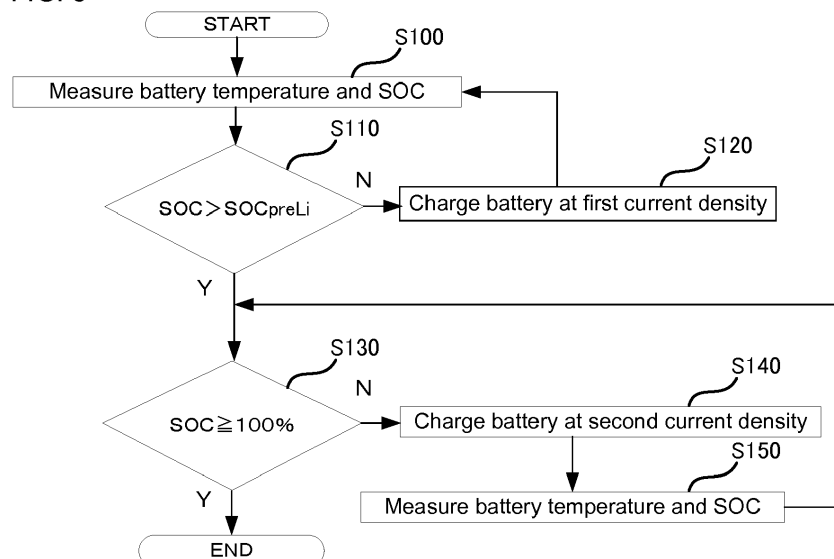 START
S100
Measure battery temperature and SOC
S110
SOC>SOCpreLi
N
S120
Charge battery at first current density
Y
S130
SOC≧100%
N
S140
Charge battery at second current density
S150
Measure battery temperature and SOC
Y
END